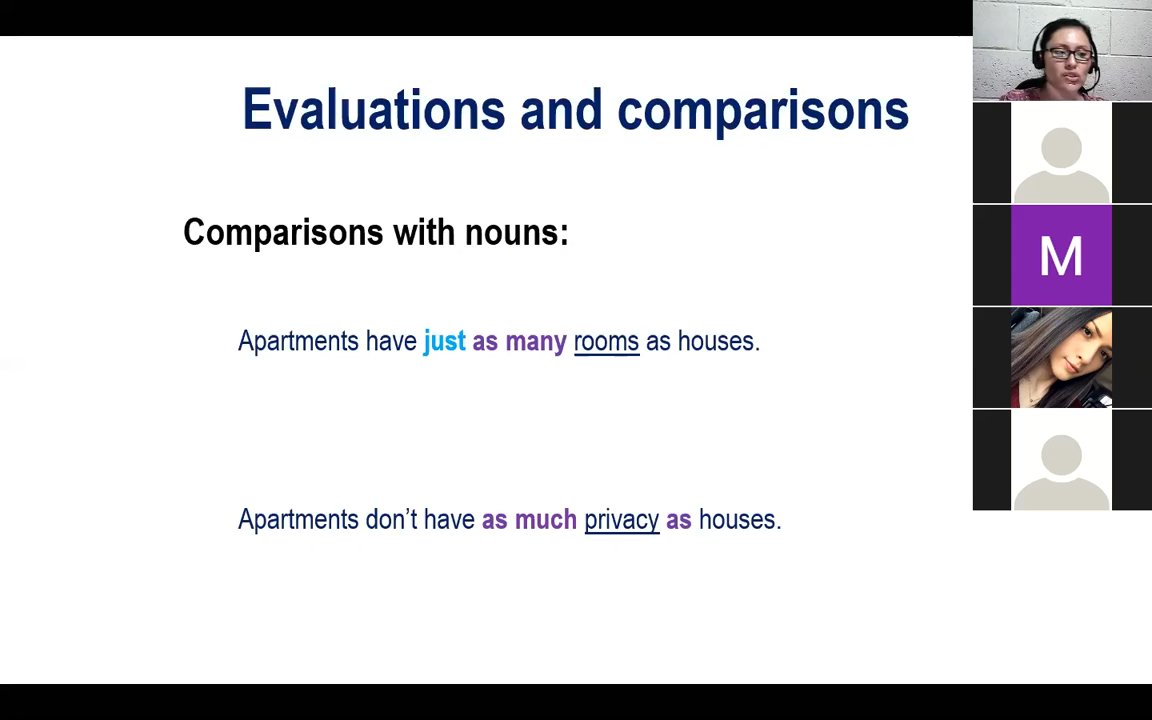 Evaluations and comparisons
Comparisons with nouns:
Apartments have just as many rooms as houses.
Apartments don’t have as much privacy as houses.
M